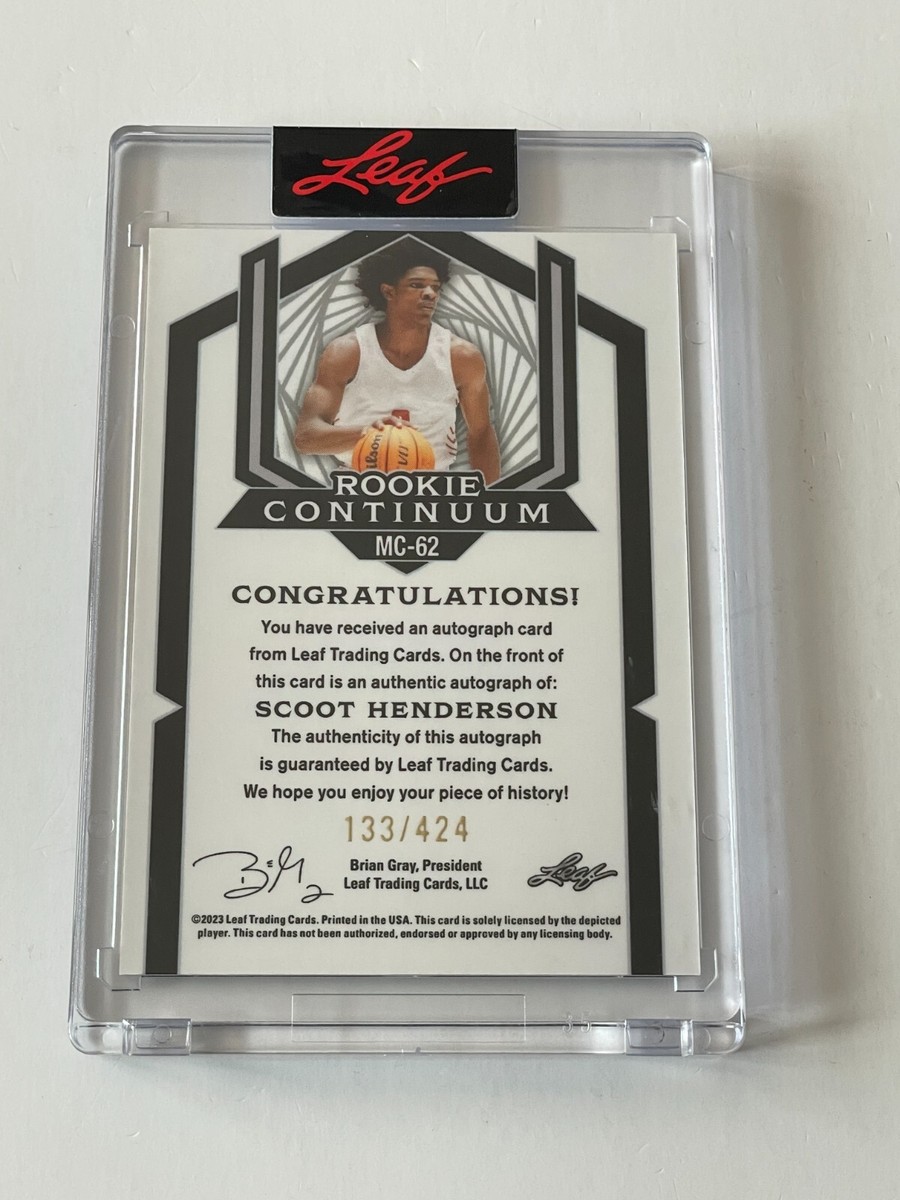 Leaf
Wilson
ROOKIE
CONTINUUM
MC-62
CONGRATULATIONS!
You have received an autograph card
from Leaf Trading Cards. On the front of
this card is an authentic autograph of:
SCOOT HENDERSON
The authenticity of this autograph
is guaranteed by Leaf Trading Cards.
We hope you enjoy your piece of history!
133/424
Brian Gray, President
Leaf Trading Cards, LLC
Leaf
©2023 Leaf Trading Cards. Printed in the USA. This card is solely licensed by the depicted
player. This card has not been authorized, endorsed or approved by any licensing body.